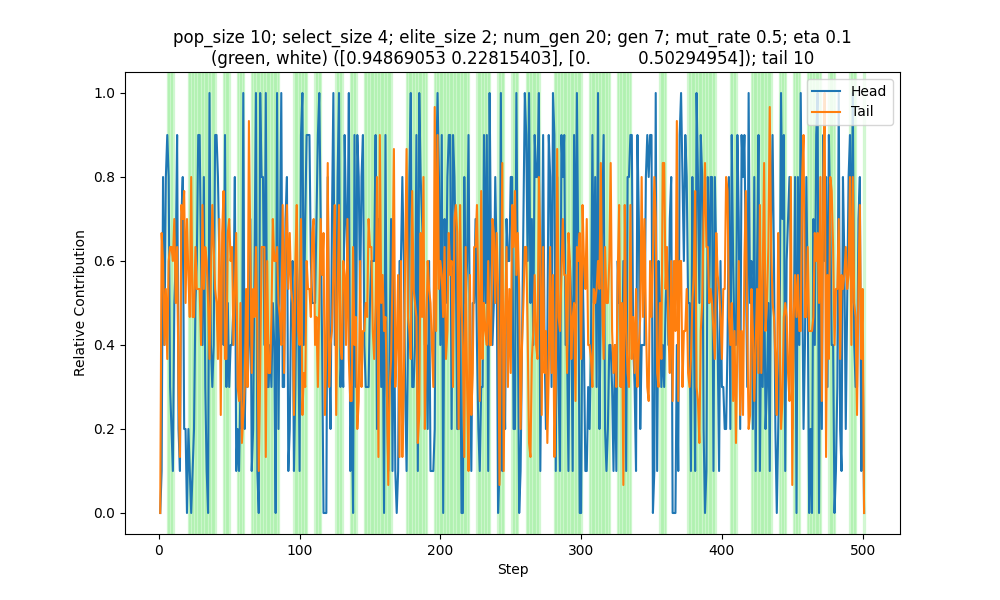 pop_size 10; select_size 4; elite_size 2; num_gen 20; gen 7; mut_rate 0.5; eta 0.1
(green, white) ([0.94869053 0.22815403], [0. 0.50294954]); tail 10
Head
Tail
Relative Contribution
1.0
0.8
0.6
0.4
0.2
0.0
0
100
200
300
400
500
Step